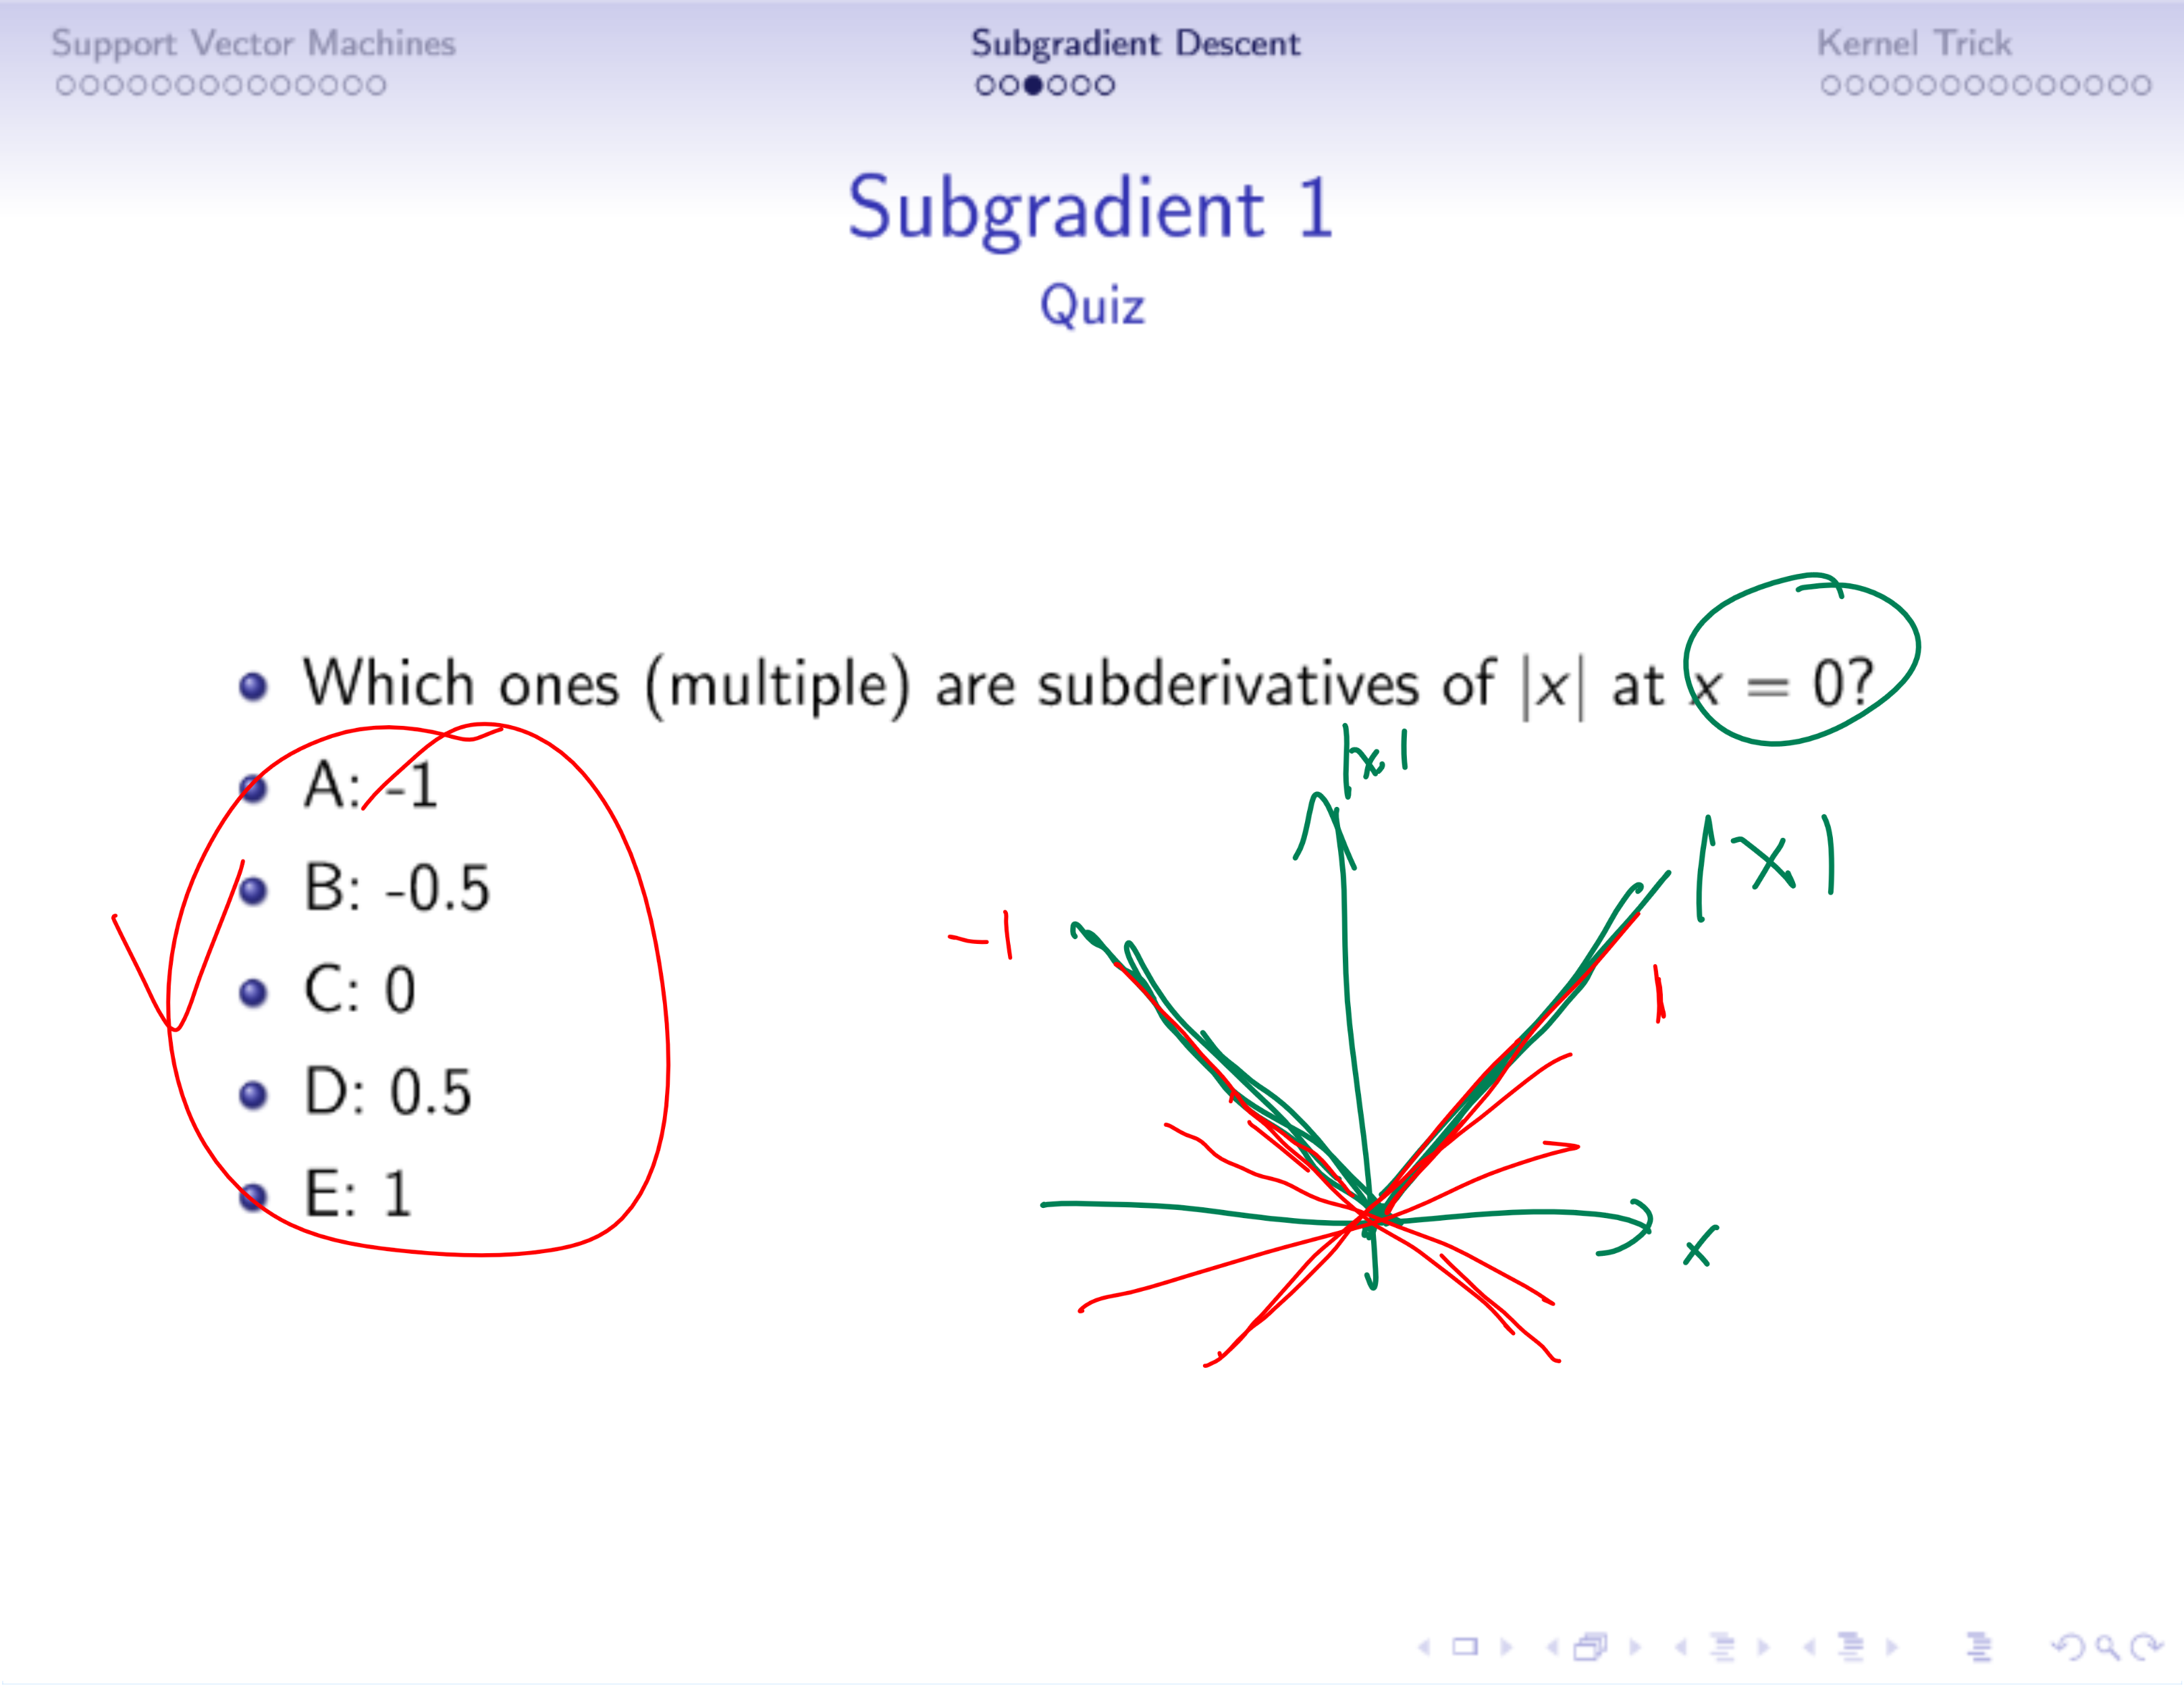 Support Vector Machines Subgradient Descent Kernel Trick
Subgradient 1
Quiz
Which ones (multiple) are subderivatives of |x| at x = 0?
A: -1
B: -0.5
C: 0
D: 0.5
E: 1
|x|
|x|
-1
1
x